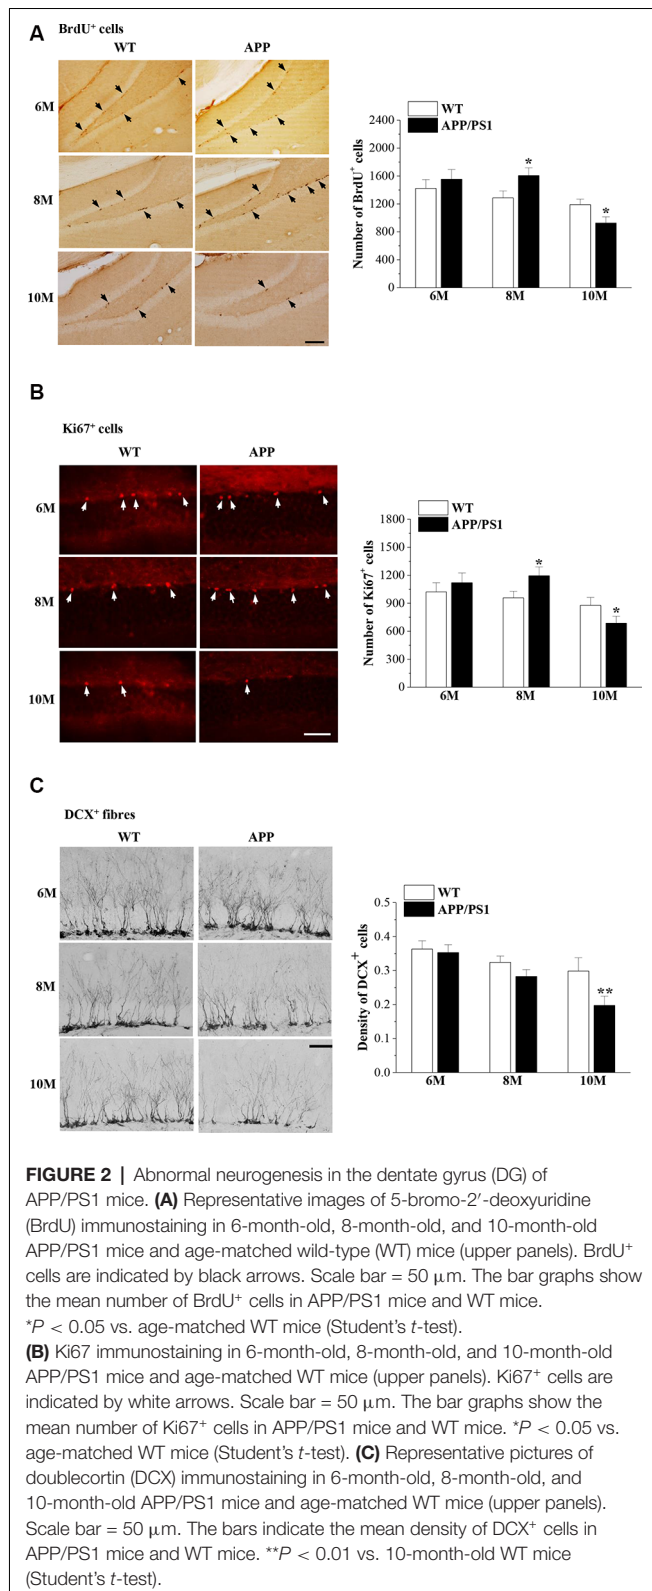 A BrdU⁺ cells
WT APP
6M
8M
10M
WT
APP/PS1
Number of BrdU⁺ cells
2400
2000
1600
1200
800
400
0
*
*
6M 8M 10M
B
Ki67⁺ cells
WT APP
6M
8M
10M
WT
APP/PS1
Number of Ki67⁺ cells
1800
1500
1200
900
600
300
0
*
*
6M 8M 10M
C
DCX⁺ fibres
WT APP
6M
8M
10M
WT
APP/PS1
Density of DCX⁺ cells
0.5
0.4
0.3
0.2
0.1
0.0
**
6M 8M 10M
FIGURE 2 | Abnormal neurogenesis in the dentate gyrus (DG) of
APP/PS1 mice. (A) Representative images of 5-bromo-2′-deoxyuridine
(BrdU) immunostaining in 6-month-old, 8-month-old, and 10-month-old
APP/PS1 mice and age-matched wild-type (WT) mice (upper panels). BrdU⁺
cells are indicated by black arrows. Scale bar = 50 μm. The bar graphs show
the mean number of BrdU⁺ cells in APP/PS1 mice and WT mice.
*P < 0.05 vs. age-matched WT mice (Student's t-test).
(B) Ki67 immunostaining in 6-month-old, 8-month-old, and 10-month-old
APP/PS1 mice and age-matched WT mice (upper panels). Ki67⁺ cells are
indicated by white arrows. Scale bar = 50 μm. The bar graphs show the
mean number of Ki67⁺ cells in APP/PS1 mice and WT mice. *P < 0.05 vs.
age-matched WT mice (Student's t-test). (C) Representative pictures of
doublecortin (DCX) immunostaining in 6-month-old, 8-month-old, and
10-month-old APP/PS1 mice and age-matched WT mice (upper panels).
Scale bar = 50 μm. The bars indicate the mean density of DCX⁺ cells in
APP/PS1 mice and WT mice. **P < 0.01 vs. 10-month-old WT mice
(Student's t-test).